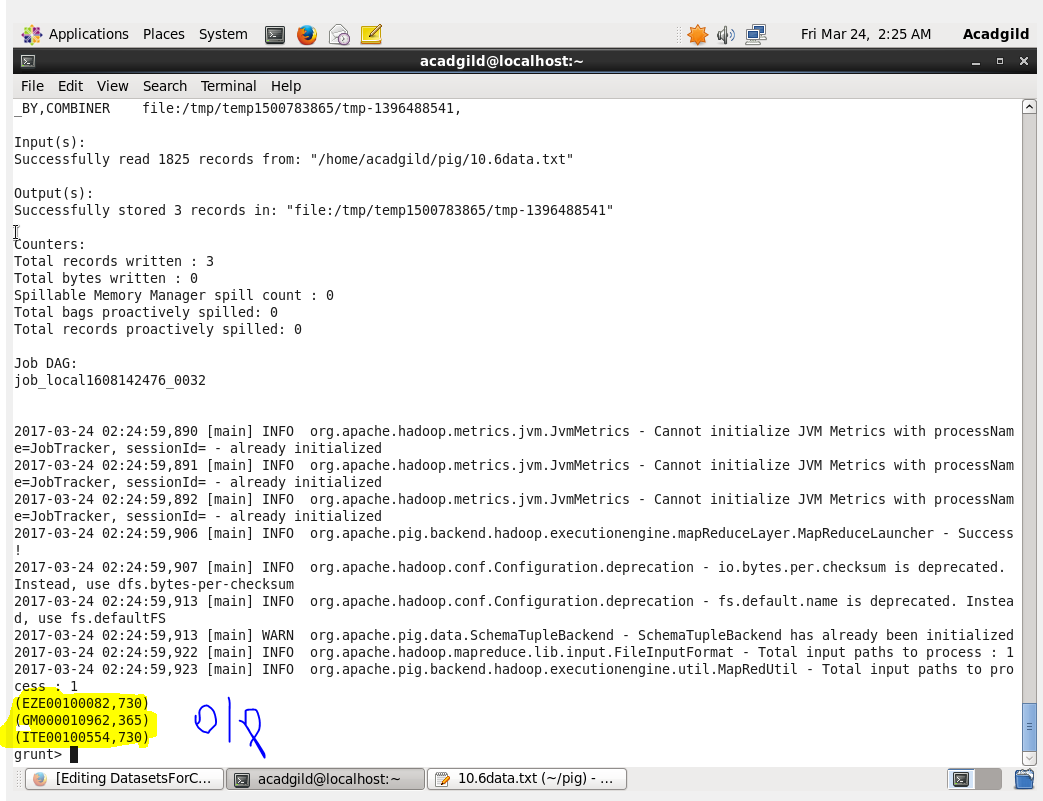 Applications Places System Fri Mar 24, 2:25 AM Acadgild
acadgild@localhost:~
File Edit View Search Terminal Help
_BY,COMBINER    file:/tmp/temp1500783865/tmp-1396488541,
Input(s):
Successfully read 1825 records from: "/home/acadgild/pig/10.6data.txt"
Output(s):
Successfully stored 3 records in: "file:/tmp/temp1500783865/tmp-1396488541"
Counters:
Total records written : 3
Total bytes written : 0
Spillable Memory Manager spill count : 0
Total bags proactively spilled: 0
Total records proactively spilled: 0
Job DAG:
job_local1608142476_0032
2017-03-24 02:24:59,890 [main] INFO  org.apache.hadoop.metrics.jvm.JvmMetrics - Cannot initialize JVM Metrics with processNam
e=JobTracker, sessionId= - already initialized
2017-03-24 02:24:59,891 [main] INFO  org.apache.hadoop.metrics.jvm.JvmMetrics - Cannot initialize JVM Metrics with processNam
e=JobTracker, sessionId= - already initialized
2017-03-24 02:24:59,892 [main] INFO  org.apache.hadoop.metrics.jvm.JvmMetrics - Cannot initialize JVM Metrics with processNam
e=JobTracker, sessionId= - already initialized
2017-03-24 02:24:59,906 [main] INFO  org.apache.pig.backend.hadoop.executionengine.mapReduceLayer.MapReduceLauncher - Success
!
2017-03-24 02:24:59,907 [main] INFO  org.apache.hadoop.conf.Configuration.deprecation - io.bytes.per.checksum is deprecated.
Instead, use dfs.bytes-per-checksum
2017-03-24 02:24:59,913 [main] INFO  org.apache.hadoop.conf.Configuration.deprecation - fs.default.name is deprecated. Instea
d, use fs.defaultFS
2017-03-24 02:24:59,913 [main] WARN  org.apache.pig.data.SchemaTupleBackend - SchemaTupleBackend has already been initialized
2017-03-24 02:24:59,922 [main] INFO  org.apache.hadoop.mapreduce.lib.input.FileInputFormat - Total input paths to process : 1
2017-03-24 02:24:59,923 [main] INFO  org.apache.pig.backend.hadoop.executionengine.util.MapRedUtil - Total input paths to pro
cess : 1
(EZE00100082,730)
(GM000010962,365)
(ITE00100554,730)
o|p
grunt>
[Editing DatasetsForC... acadgild@localhost:~ 10.6data.txt (~/pig) - ...